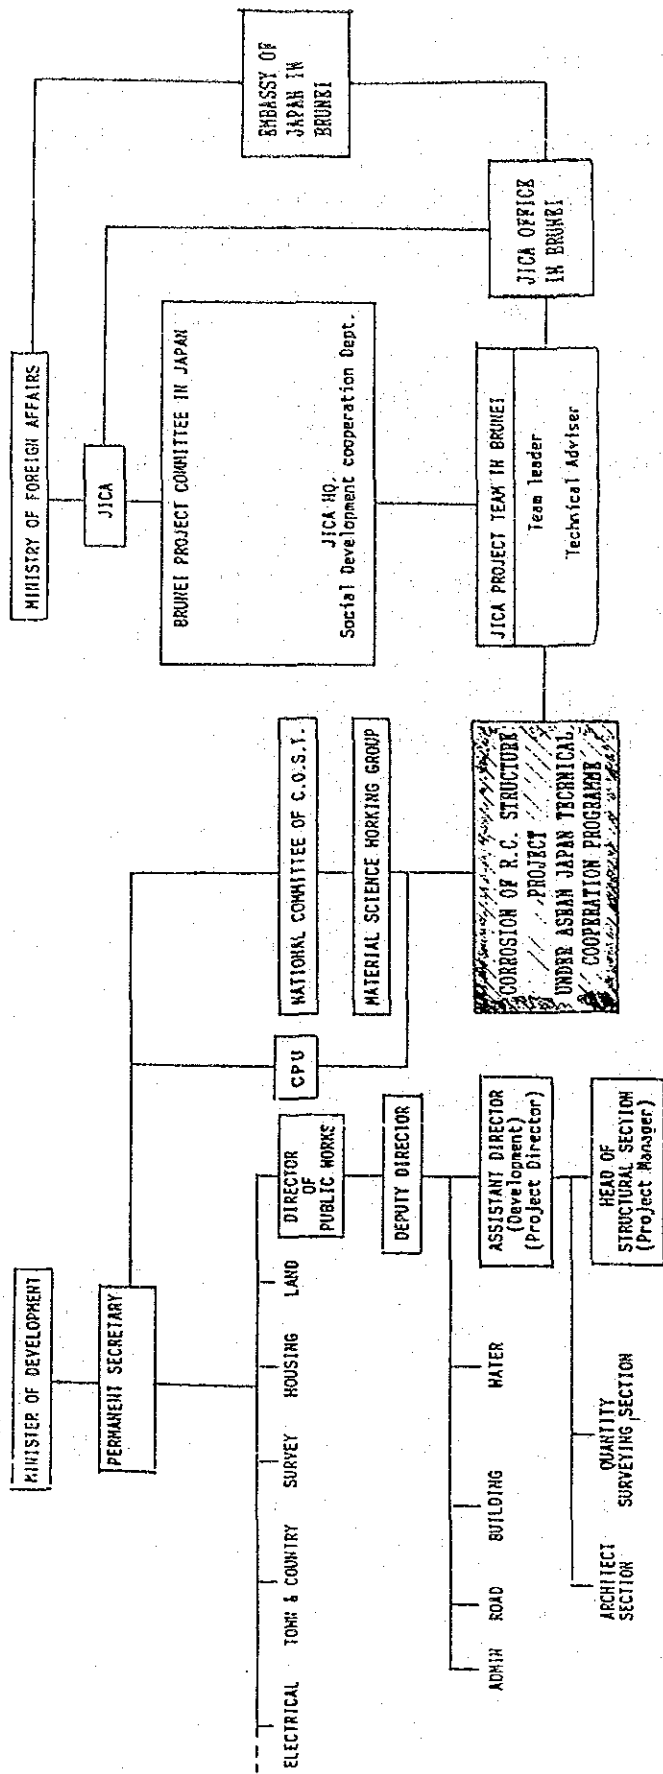 MINISTER OF DEVELOPMENT
PERMANENT SECRETARY
ELECTRICAL
TOWN & COUNTRY
SURVEY
HOUSING
LAND
DIRECTOR
OF
PUBLIC WORKS
DEPUTY DIRECTOR
ADMIN
ROAD
BUILDING
WATER
ASSISTANT DIRECTOR
(Development)
(Project Director)
ARCHITECT
SECTION
QUANTITY
SURVEYING SECTION
HEAD OF
STRUCTURAL SECTION
(Project Manager)
CPU
NATIONAL COMMITTEE OF C.O.S.T.
MATERIAL SCIENCE WORKING GROUP
CORROSION OF R.C. STRUCTURE
PROJECT
UNDER ASEAN JAPAN TECHNICAL
COOPERATION PROGRAMME
MINISTRY OF FOREIGN AFFAIRS
JICA
BRUNEI PROJECT COMMITTEE IN JAPAN
JICA HQ.
Social Development cooperation Dept.
JICA PROJECT TEAM IN BRUNEI
Team leader
Technical Adviser
EMBASSY OF
JAPAN IN
BRUNEI
JICA OFFICE
IN BRUNEI